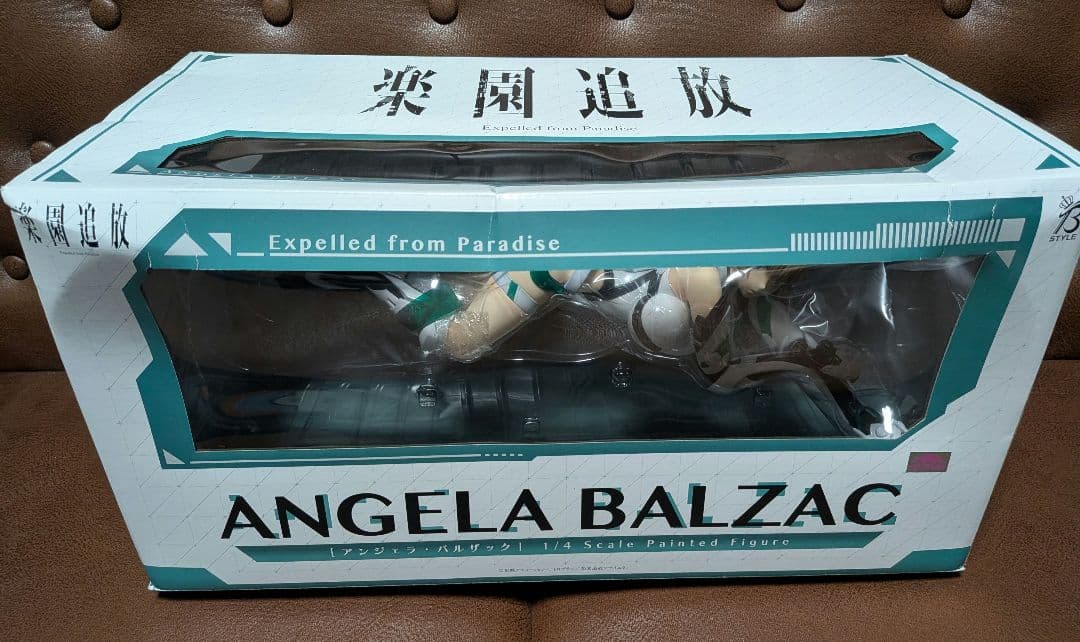 楽園追放
Expelled from Paradise
楽園追放
Expelled from Paradise
STYLE
ANGELA BALZAC
[アンジェラ・バルザック] 1/4 Scale Painted Figure